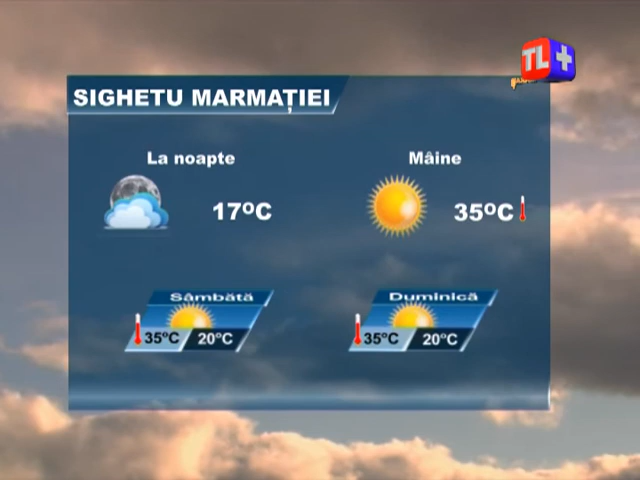 TL+
SIGHETU MARMAȚIEI
La noapte
Mâine
17ºC
35ºC
Sâmbătă
Duminică
35ºC
20ºC
35ºC
20ºC